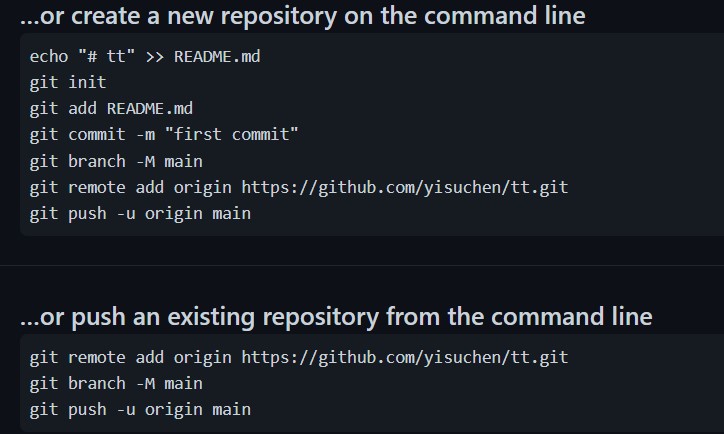 ...or create a new repository on the command line
echo "# tt" >> README.md
git init
git add README.md
git commit -m "first commit"
git branch -M main
git remote add origin https://github.com/yisuchen/tt.git
git push -u origin main
...or push an existing repository from the command line
git remote add origin https://github.com/yisuchen/tt.git
git branch -M main
git push -u origin main